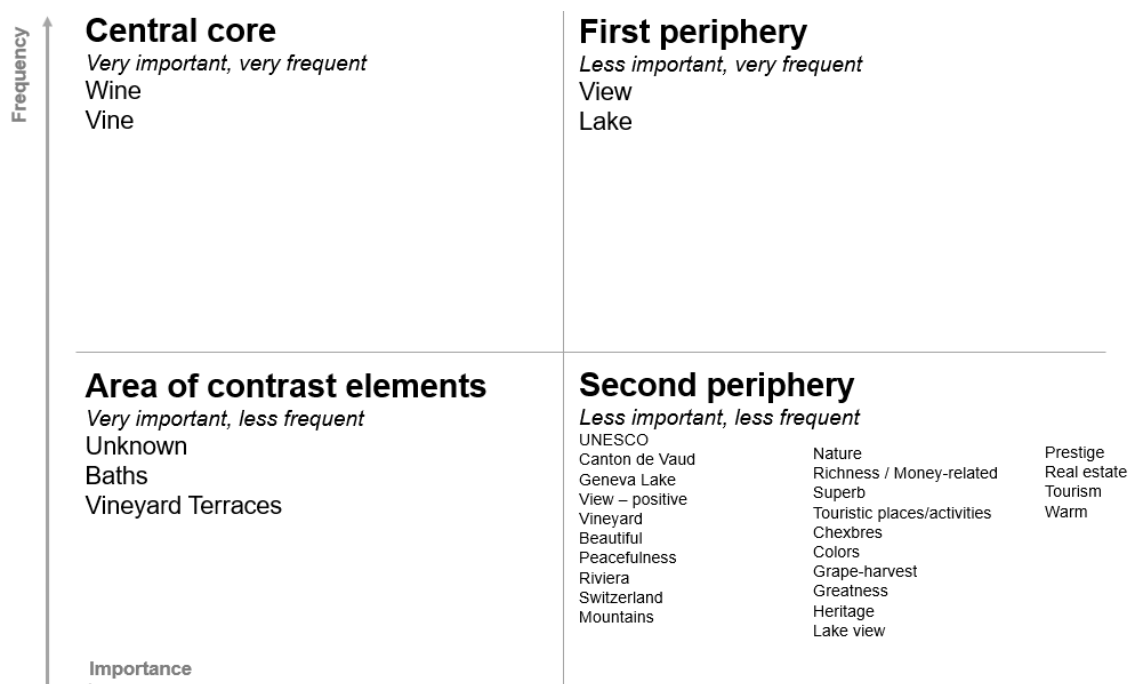 Frequency
Central core
Very important, very frequent
Wine
Vine
First periphery
Less important, very frequent
View
Lake
Area of contrast elements
Very important, less frequent
Unknown
Baths
Vineyard Terraces
Second periphery
Less important, less frequent
UNESCO
Canton de Vaud
Geneva Lake
View – positive
Vineyard
Beautiful
Peacefulness
Riviera
Switzerland
Mountains
Nature
Richness / Money-related
Superb
Touristic places/activities
Chexbres
Colors
Grape-harvest
Greatness
Heritage
Lake view
Prestige
Real estate
Tourism
Warm
Importance